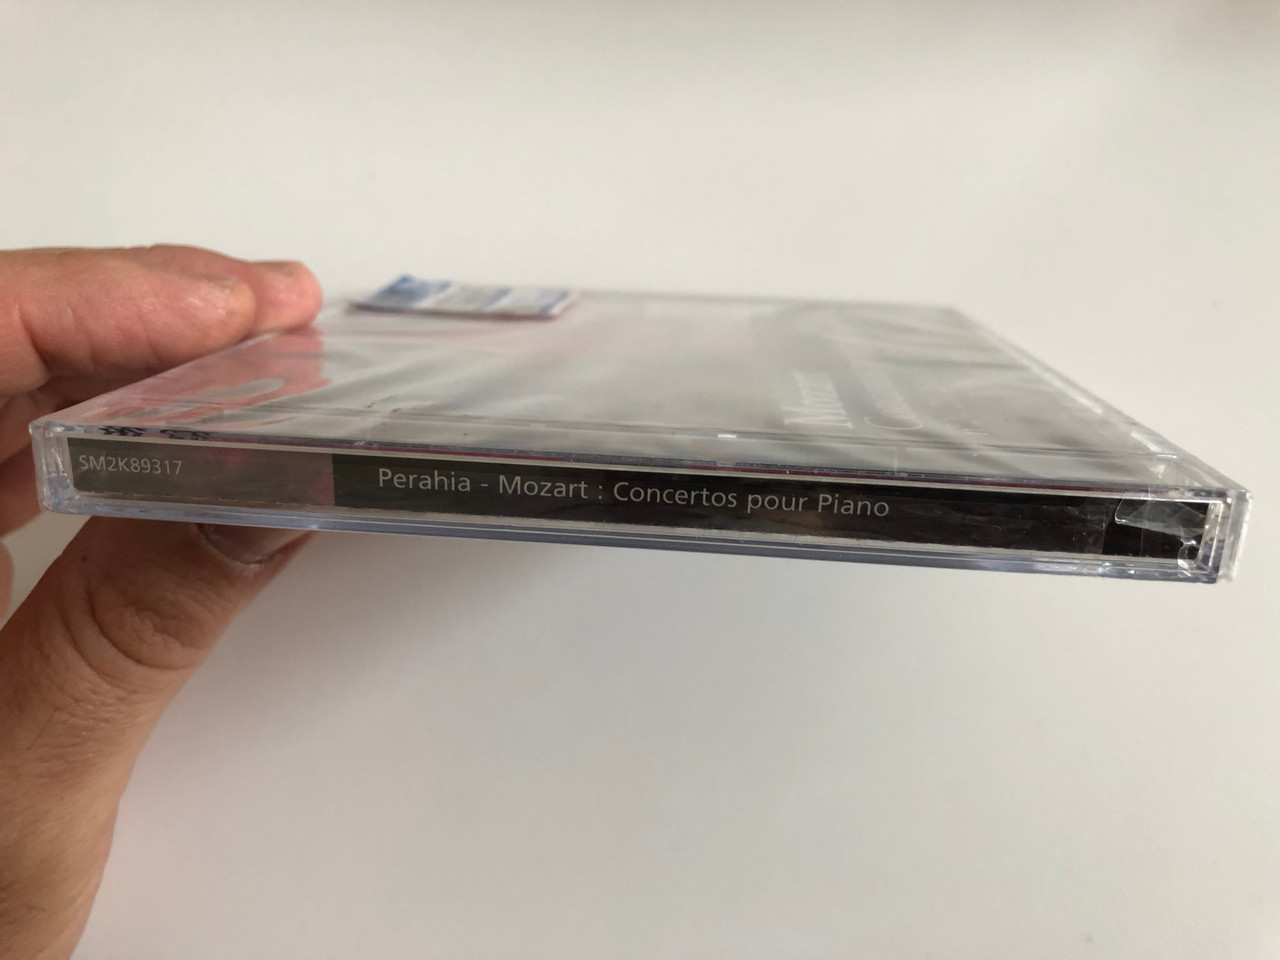 SM2K89317
Perahia - Mozart : Concertos pour Piano